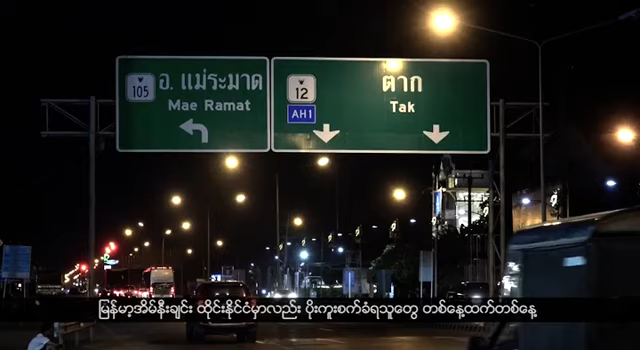 105
อ. แม่ระมาด
Mae Ramat
12
AH1
ตาก
Tak
မြန်မာ့အိမ်နီးချင်း ထိုင်းနိုင်ငံမှာလည်း ပိုးကူးစက်ခံရသူတွေ တစ်နေ့ထက်တစ်နေ့